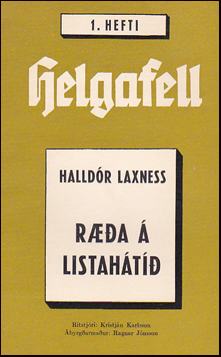 1. HEFTI
Helgafell
HALLDÓR LAXNESS
RÆÐA Á
LISTAHÁTÍÐ
Ritstjóri: Kristján Karlsson
Ábyrgðarmaður: Ragnar Jónsson